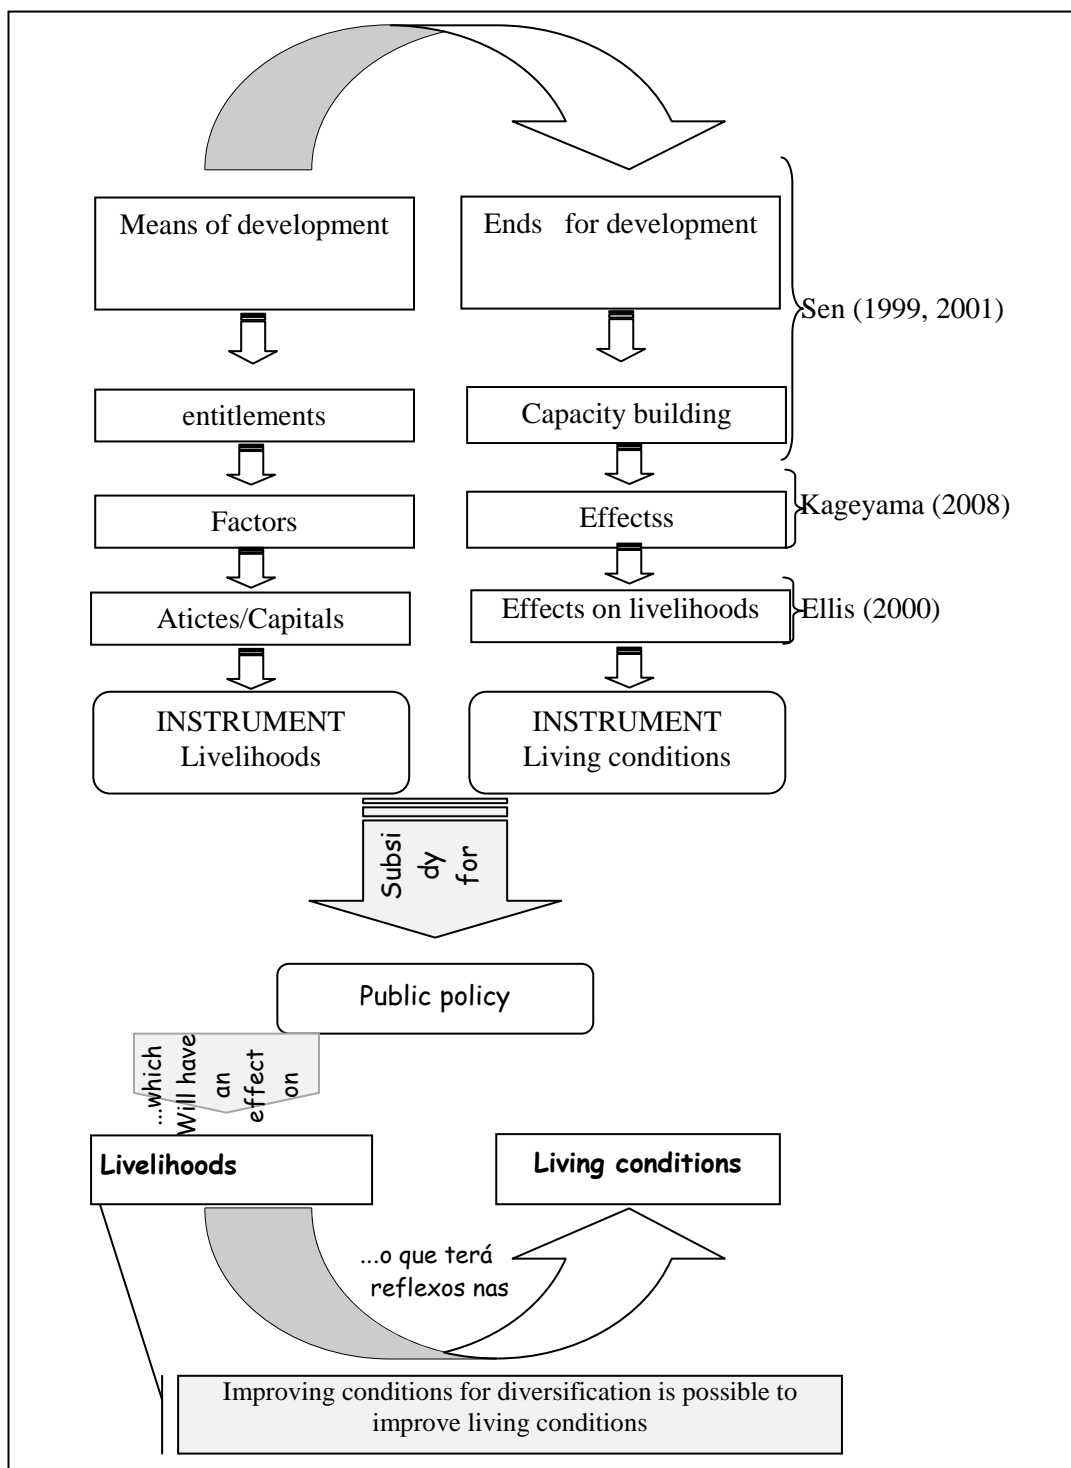 Means of development
Ends for development
Sen (1999, 2001)
entitlements
Capacity building
Factors
Effectss
Kageyama (2008)
Atictes/Capitals
Effects on livelihoods
Ellis (2000)
INSTRUMENT
Livelihoods
INSTRUMENT
Living conditions
Subsi
dy
for
Public policy
...which
Will have
an
effect
on
Livelihoods
Living conditions
...o que terá
reflexos nas
Improving conditions for diversification is possible to
improve living conditions